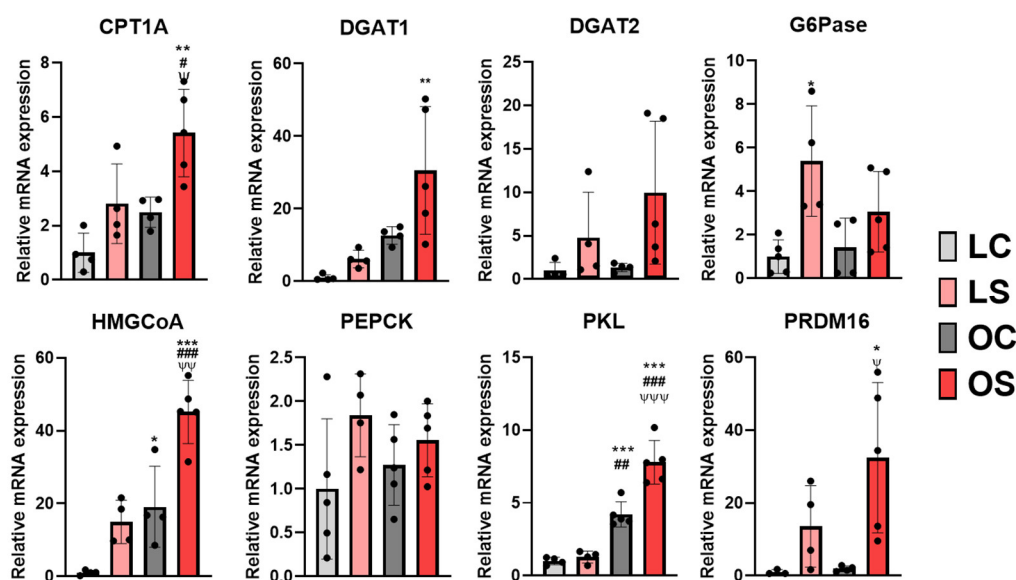 CPT1A
Relative mRNA expression
8
6
4
2
0
**
#
ψ
DGAT1
Relative mRNA expression
60
40
20
0
**
DGAT2
Relative mRNA expression
25
20
15
10
5
0
G6Pase
Relative mRNA expression
10
8
6
4
2
0
*
HMGCoA
Relative mRNA expression
60
40
20
0
*
***
###
ψψ
PEPCK
Relative mRNA expression
2.5
2.0
1.5
1.0
0.5
0.0
PKL
Relative mRNA expression
15
10
5
0
***
##
***
###
ψψψ
PRDM16
Relative mRNA expression
60
40
20
0
*
ψ
LC
LS
OC
OS